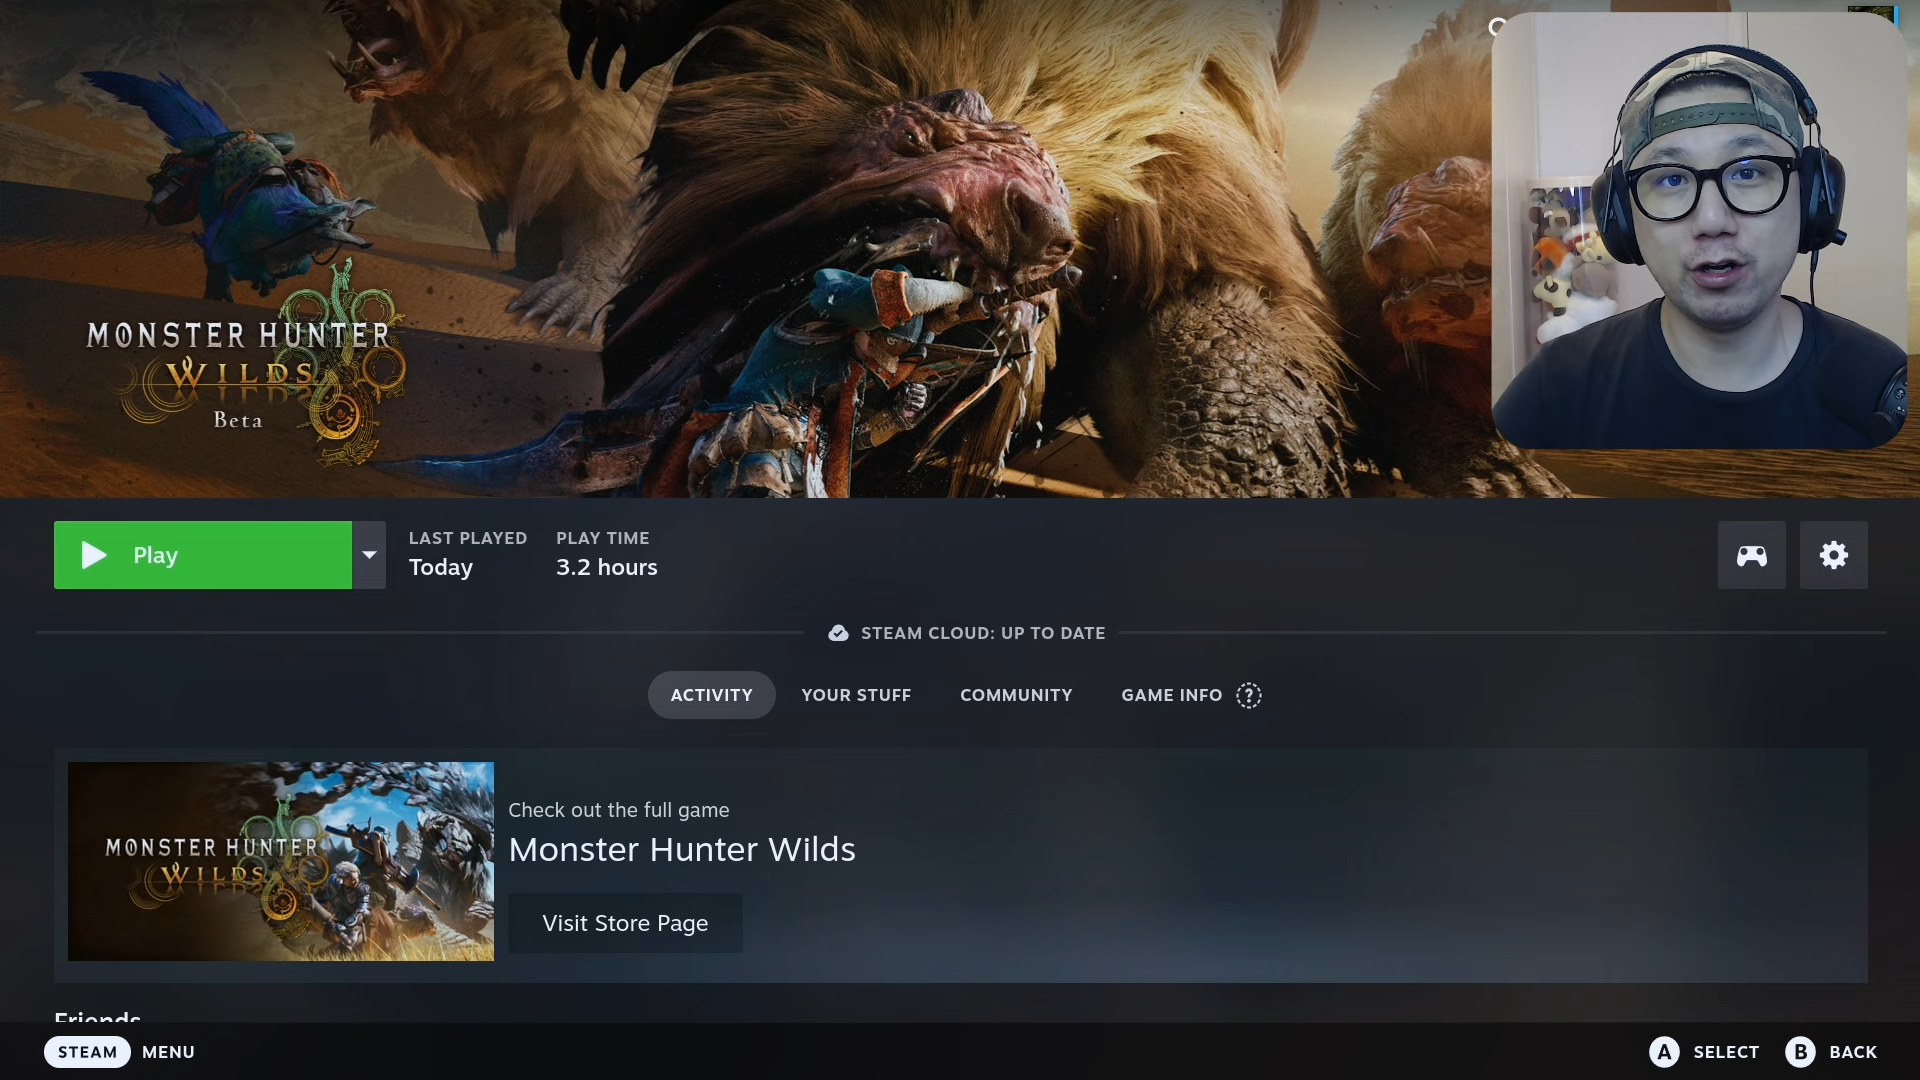 MONSTER HUNTER
WILDS
Beta
Play
LAST PLAYED
Today
PLAY TIME
3.2 hours
STEAM CLOUD: UP TO DATE
ACTIVITY
YOUR STUFF
COMMUNITY
GAME INFO ?
MONSTER HUNTER
WILDS
Check out the full game
Monster Hunter Wilds
Visit Store Page
Friends
STEAM MENU
A SELECT B BACK